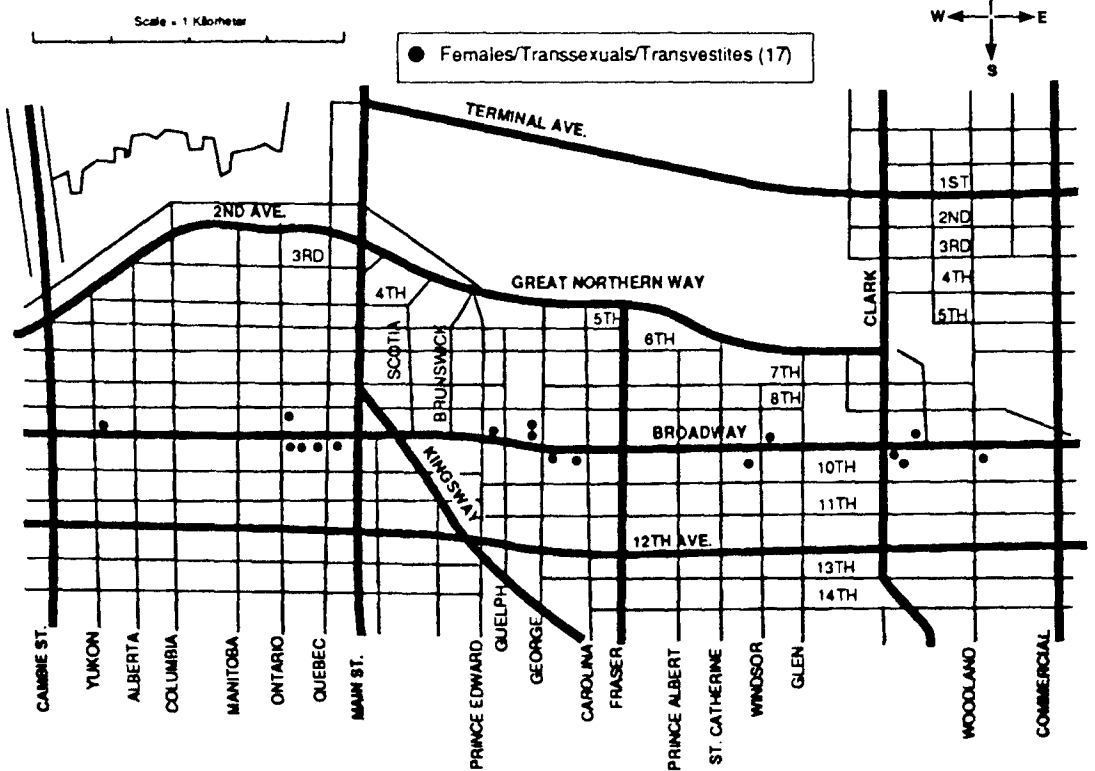 Scale = 1 Kilometer
W E
S
Females/Transsexuals/Transvestites (17)
TERMINAL AVE.
1ST
2ND AVE.
2ND
3RD
3RD
4TH
4TH
GREAT NORTHERN WAY
CLARK
5TH
5TH
SCOTIA
BRUNSWICK
6TH
7TH
8TH
BROADWAY
KINGSWAY
10TH
11TH
12TH AVE.
13TH
14TH
CAMBIE ST.
YUKON
ALBERTA
COLUMBIA
MANITOBA
ONTARIO
QUEBEC
MAIN ST.
PRINCE EDWARD
GUELPH
GEORGE
CAROLINA
FRASER
PRINCE ALBERT
ST. CATHERINE
WINDSOR
GLEN
WOODLAND
COMMERCIAL